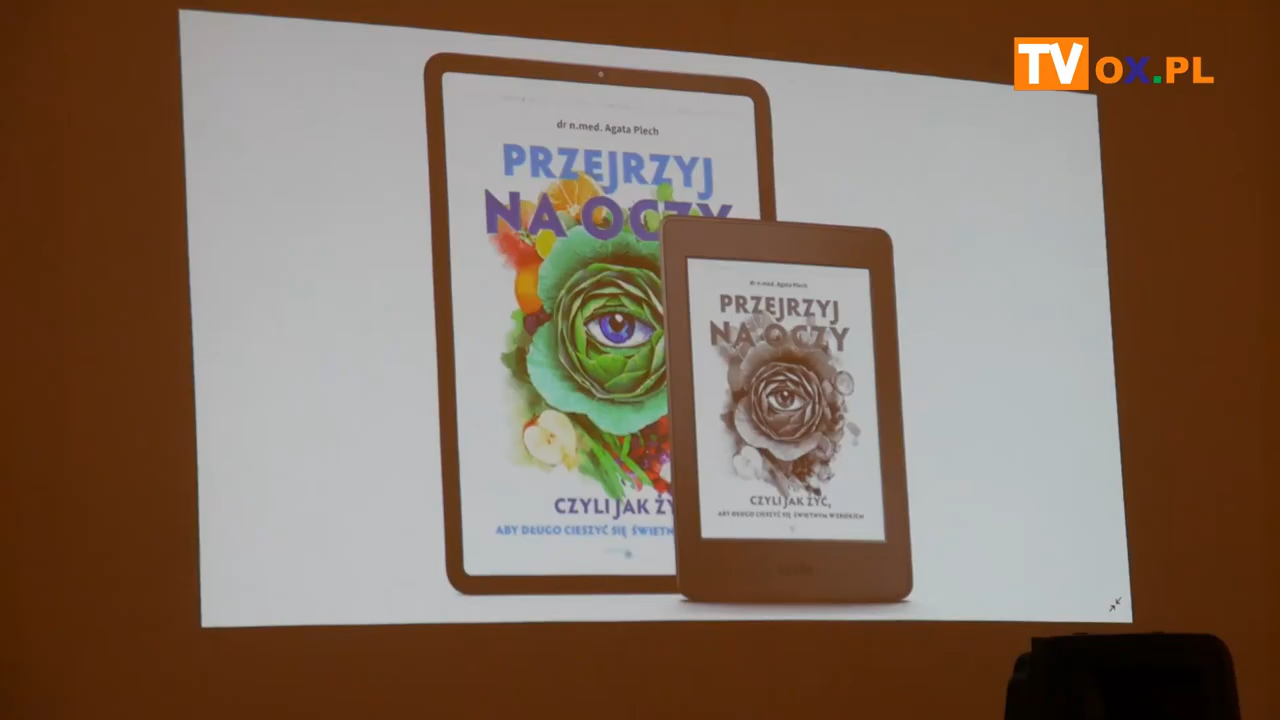 TVOX.PL
dr n.med. Agata Plech
PRZEJRZYJ
NA OCZY
CZYLI JAK ŻY
ABY DŁUGO CIESZYĆ SIĘ ŚWIETN
dr n.med. Agata Plech
PRZEJRZYJ
NA OCZY
CZYLI JAK ŻYĆ,
ABY DŁUGO CIESZYĆ SIĘ ŚWIETNYM WZROKIEM